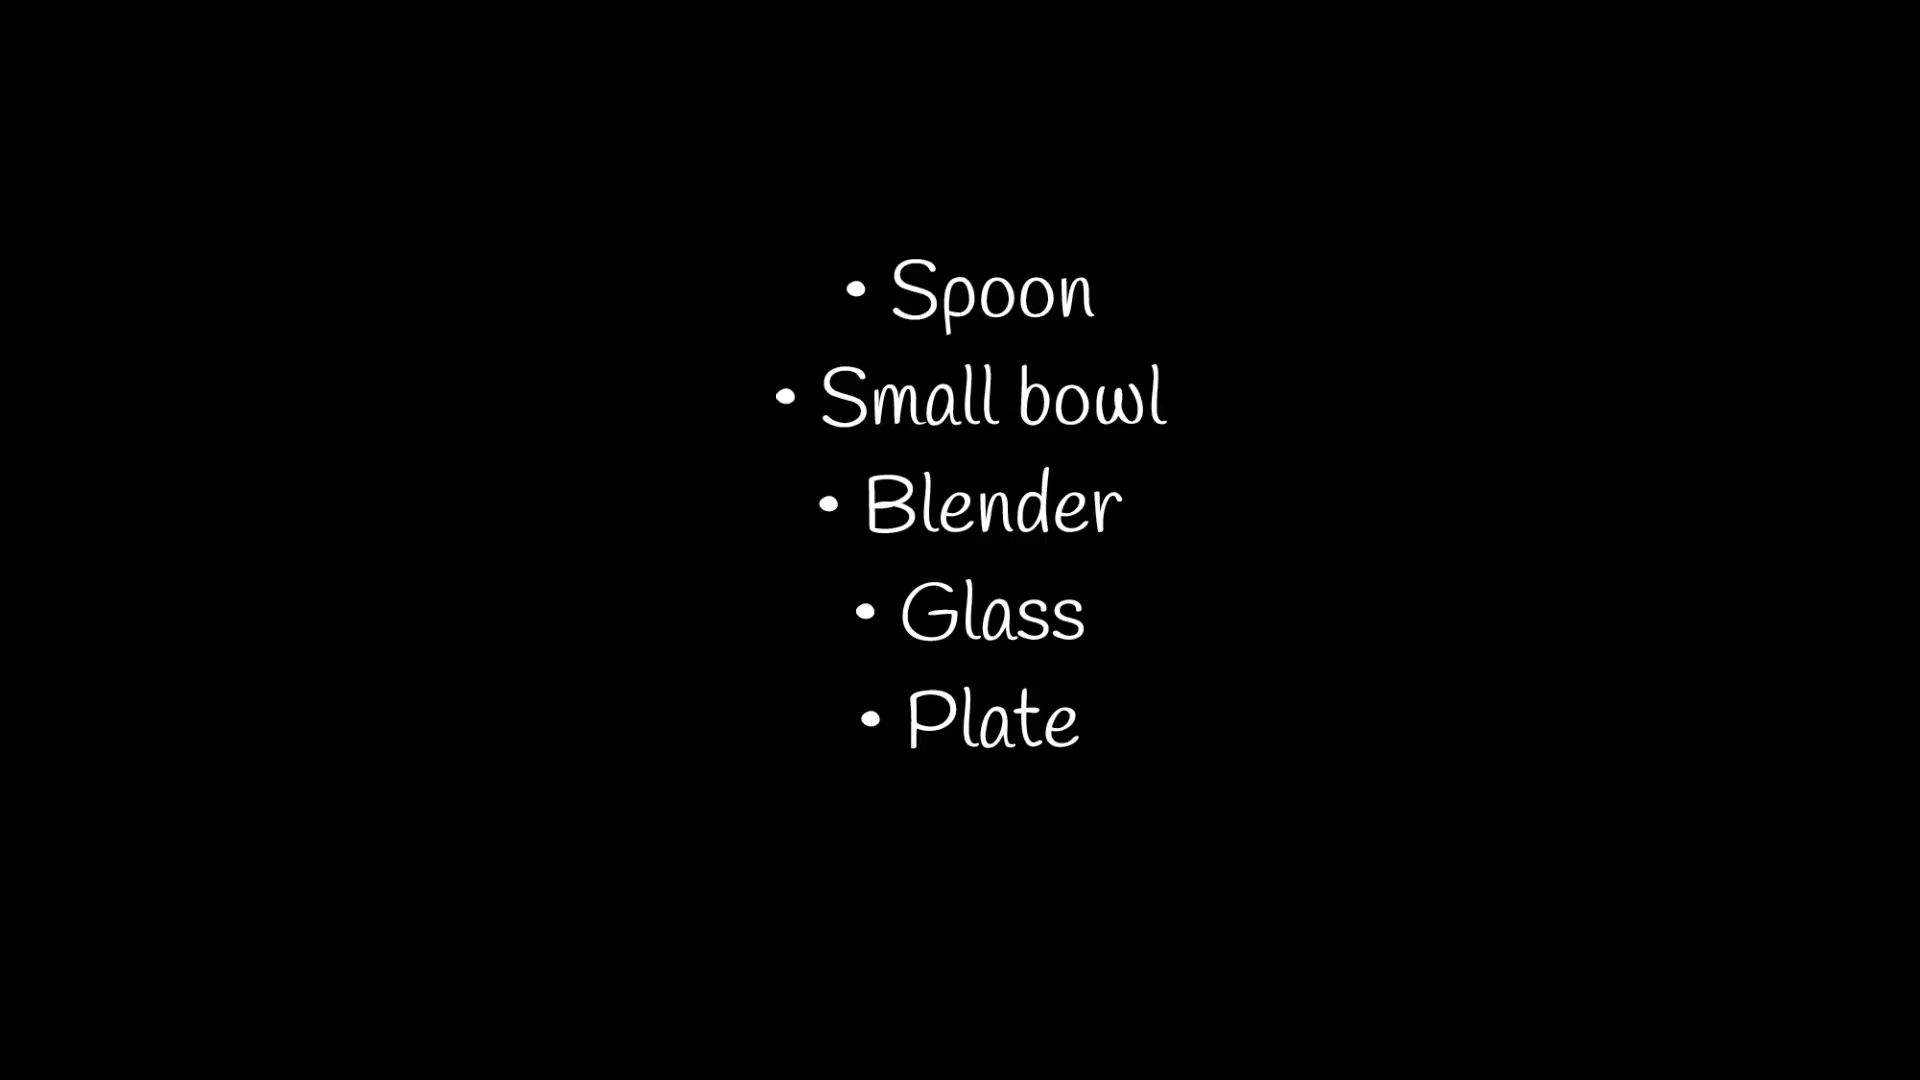 • Spoon
• Small bowl
• Blender
• Glass
• Plate